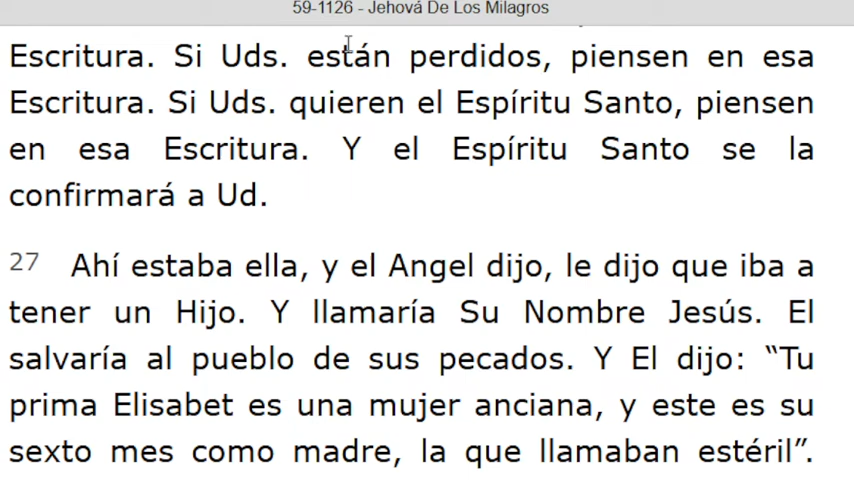 59-1126 - Jehová De Los Milagros
Escritura. Si Uds. están perdidos, piensen en esa
Escritura. Si Uds. quieren el Espíritu Santo, piensen
en esa Escritura. Y el Espíritu Santo se la
confirmará a Ud.
27 Ahí estaba ella, y el Angel dijo, le dijo que iba a
tener un Hijo. Y llamaría Su Nombre Jesús. El
salvaría al pueblo de sus pecados. Y El dijo: “Tu
prima Elisabet es una mujer anciana, y este es su
sexto mes como madre, la que llamaban estéril”.